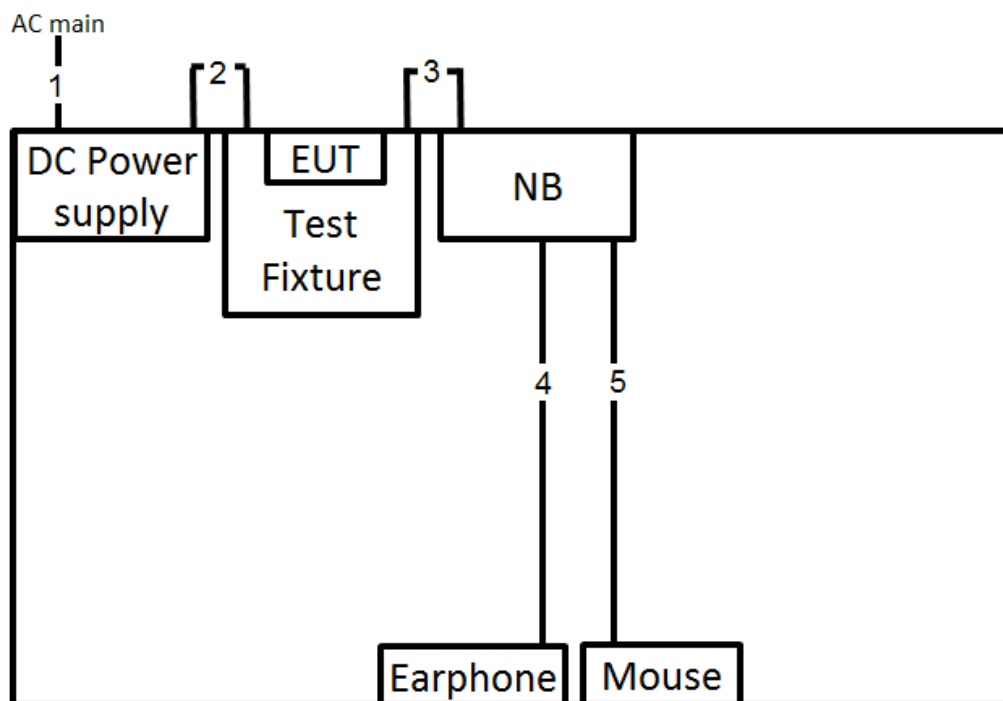 AC main
1
2
3
DC Power
supply
EUT
Test
Fixture
NB
4
5
Earphone
Mouse